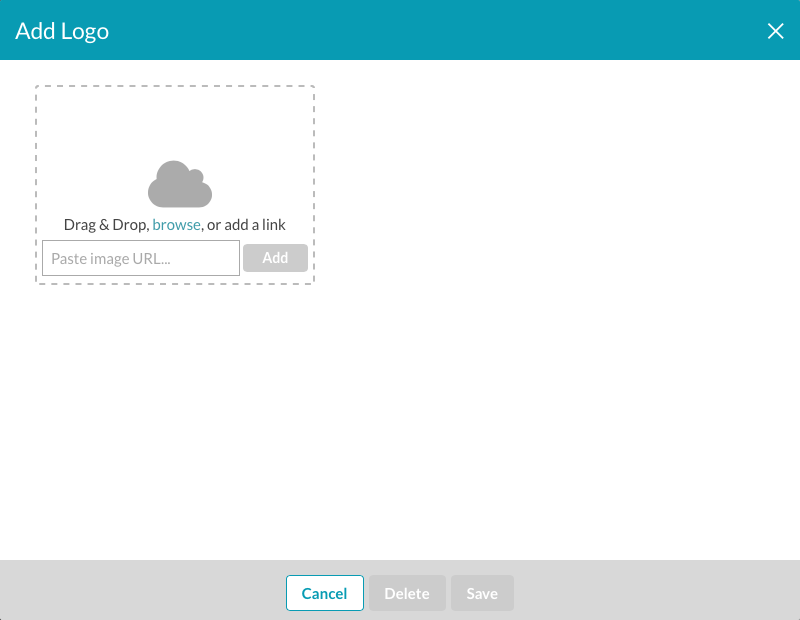 Add Logo
Drag & Drop, browse, or add a link
Paste image URL...
Add
Cancel
Delete
Save